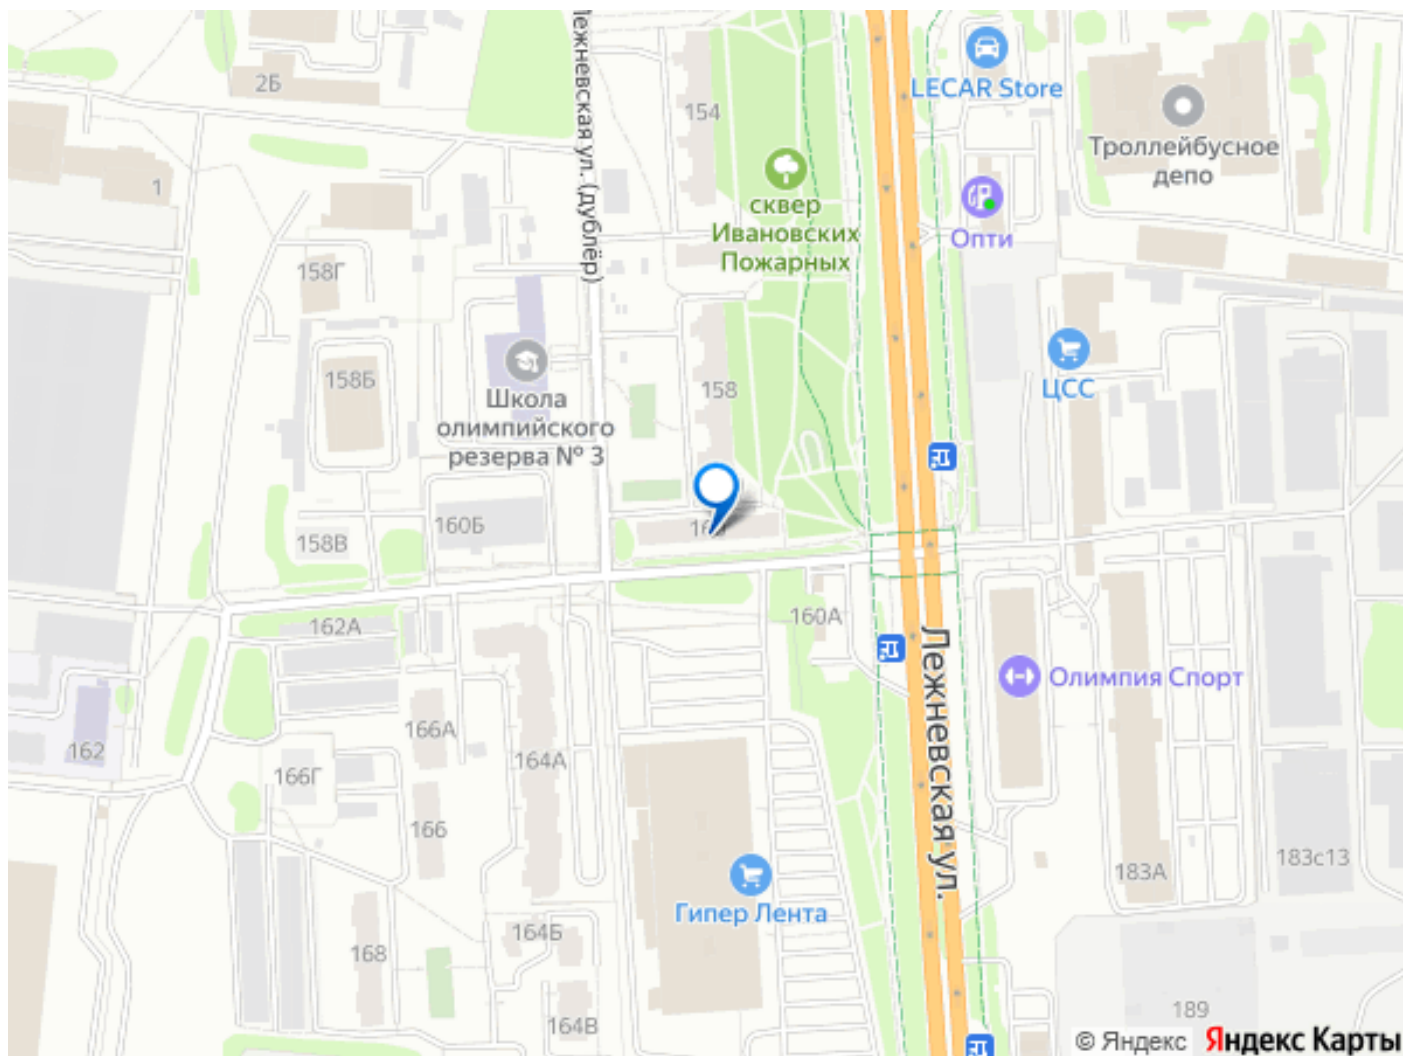 Лежневская ул. (дублёр)
2Б
154
LECAR Store
Троллейбусное
депо
1
сквер
Ивановских
Пожарных
Опти
158Г
158Б
158
ЦСС
Школа
олимпийского
резерва № 3
160Б
158В
162А
160А
Лежневская ул.
Олимпия Спорт
162
166А
166Г
164А
166
183А
183с13
Гипер Лента
168
164Б
164В
189
© Яндекс Яндекс Карты